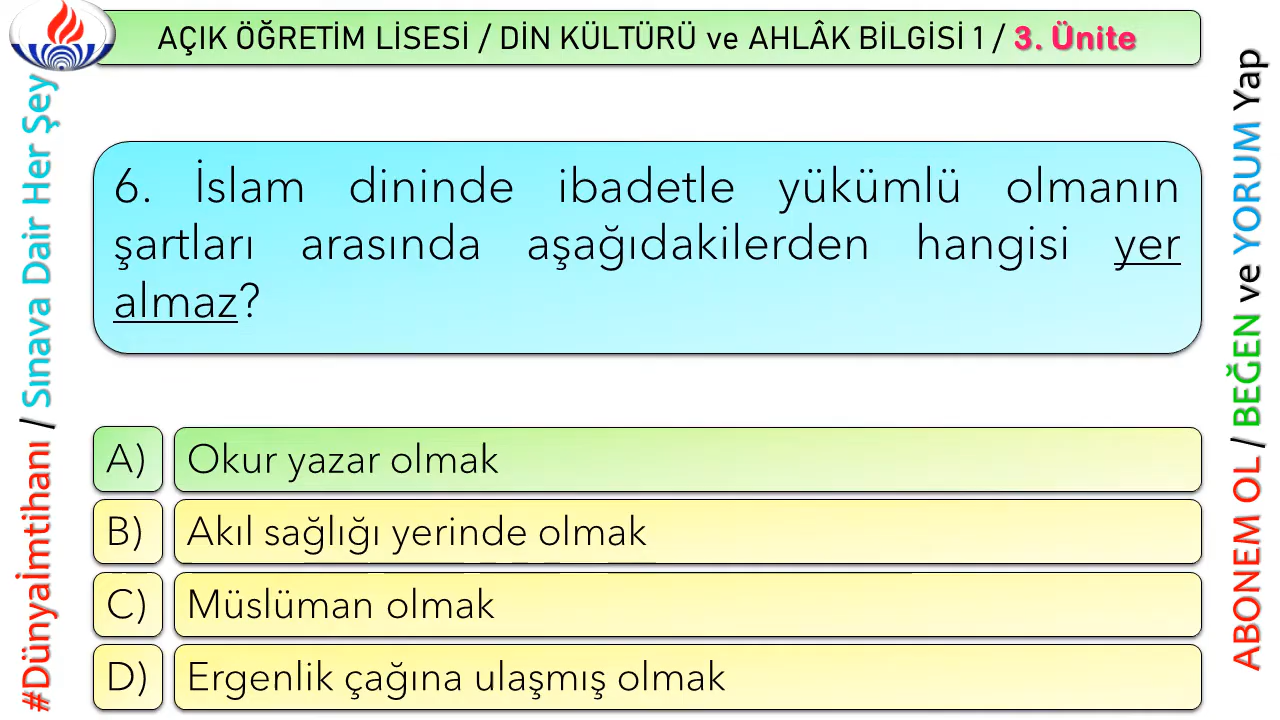 AÇIK ÖĞRETİM LİSESİ / DİN KÜLTÜRÜ ve AHLÂK BİLGİSİ 1 / 3. Ünite
#Dünyaimtihanı / Sınava Dair Her Şey
6. İslam dininde ibadetle yükümlü olmanın
şartları arasında aşağıdakilerden hangisi yer
almaz?
A) Okur yazar olmak
B) Akıl sağlığı yerinde olmak
C) Müslüman olmak
D) Ergenlik çağına ulaşmış olmak
ABONEM OL / BEĞEN ve YORUM Yap